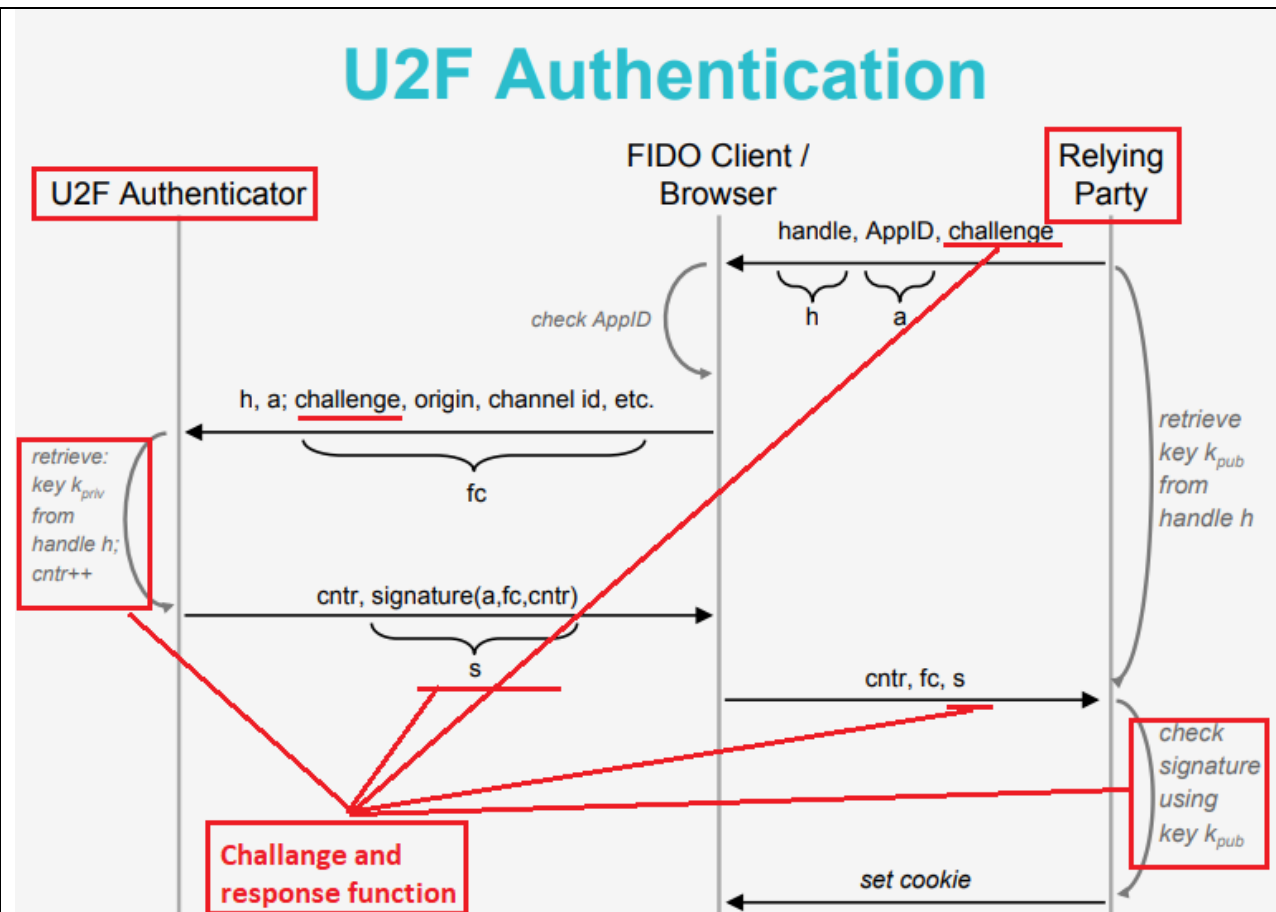 U2F Authentication
U2F Authenticator
FIDO Client /
Browser
Relying
Party
handle, AppID, challenge
h
a
check AppID
h, a; challenge, origin, channel id, etc.
fc
retrieve
key kpub
from
handle h
retrieve:
key kpriv
from
handle h;
cntr++
cntr, signature(a,fc,cntr)
s
cntr, fc, s
check
signature
using
key kpub
Challange and
response function
set cookie